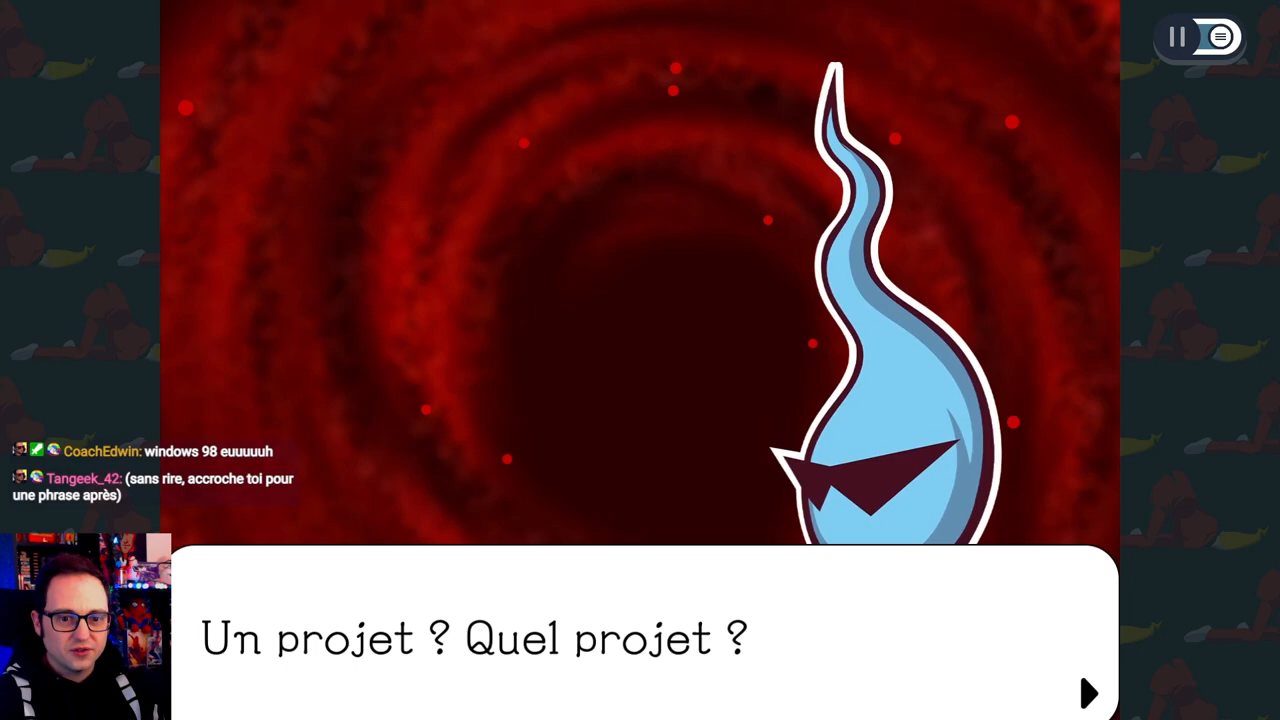 CoachEdwin: windows 98 euuuuuh
Tangeek_42: (sans rire, accroche toi pour
une phrase après)
Un projet ? Quel projet ?